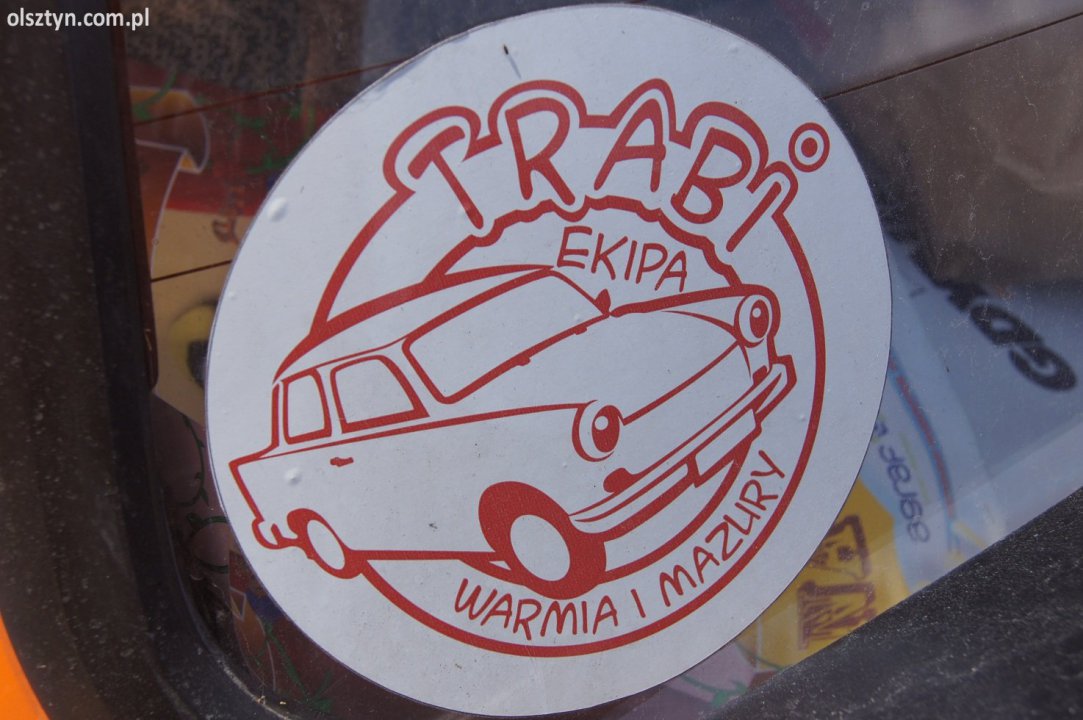 olsztyn.com.pl
TRABi
EKIPA
WARMIA I MAZURY